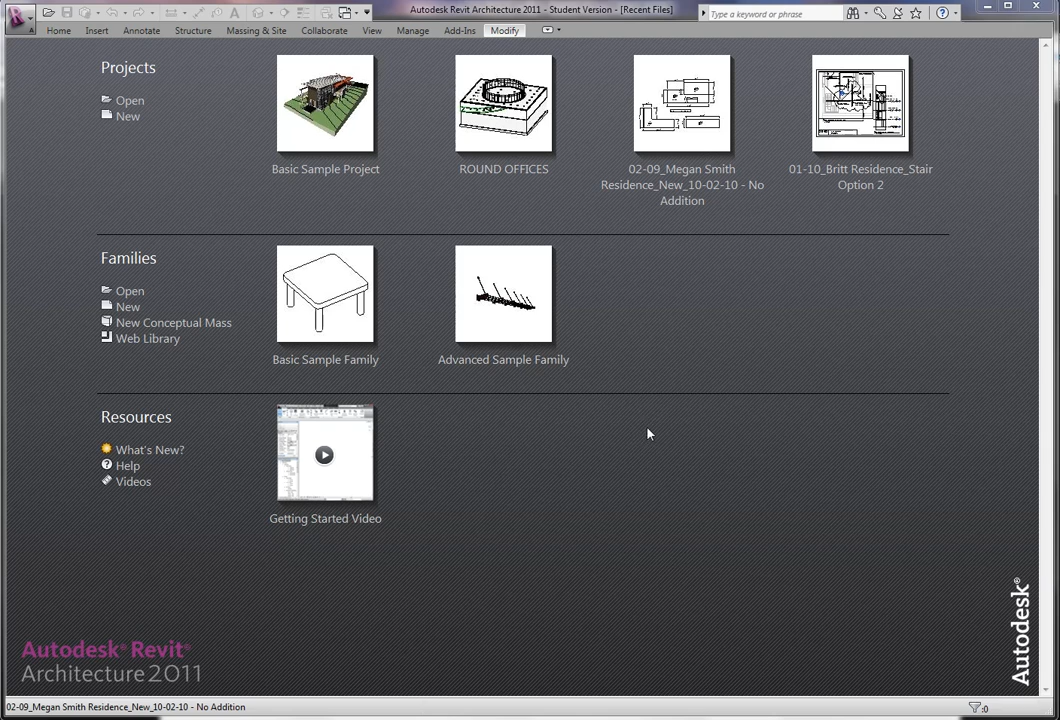 Autodesk Revit Architecture 2011 - Student Version - [Recent Files]
Type a keyword or phrase
Home Insert Annotate Structure Massing & Site Collaborate View Manage Add-Ins Modify
Projects
Open
New
Basic Sample Project
ROUND OFFICES
02-09_Megan Smith
Residence_New_10-02-10 - No
Addition
01-10_Britt Residence_Stair
Option 2
Families
Open
New
New Conceptual Mass
Web Library
Basic Sample Family
Advanced Sample Family
Resources
What's New?
Help
Videos
Getting Started Video
Autodesk® Revit®
Architecture 2011
Autodesk®
02-09_Megan Smith Residence_New_10-02-10 - No Addition
:0